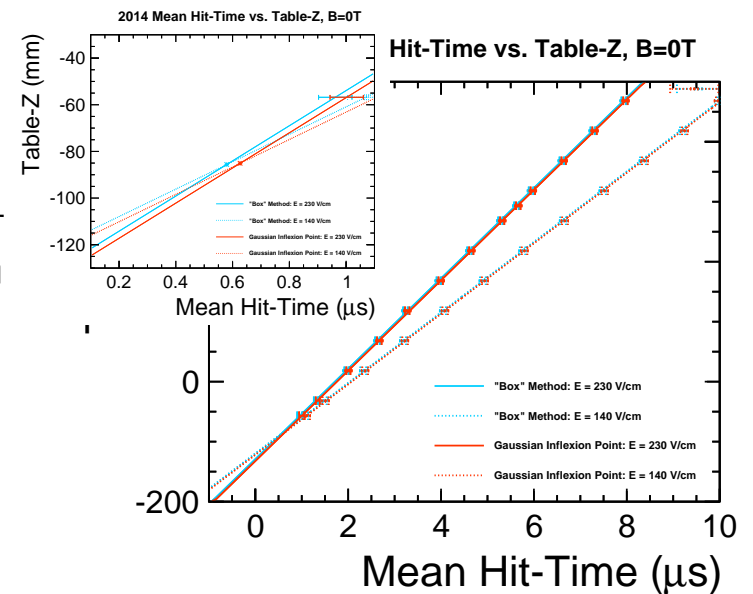 2014 Mean Hit-Time vs. Table-Z, B=0T
Hit-Time vs. Table-Z, B=0T
Table-Z (mm)
-40
-60
-80
-100
-120
"Box" Method: E = 230 V/cm
"Box" Method: E = 140 V/cm
Gaussian Inflexion Point: E = 230 V/cm
Gaussian Inflexion Point: E = 140 V/cm
0.2 0.4 0.6 0.8 1
Mean Hit-Time (μs)
0
-200
"Box" Method: E = 230 V/cm
"Box" Method: E = 140 V/cm
Gaussian Inflexion Point: E = 230 V/cm
Gaussian Inflexion Point: E = 140 V/cm
0 2 4 6 8 10
Mean Hit-Time (μs)